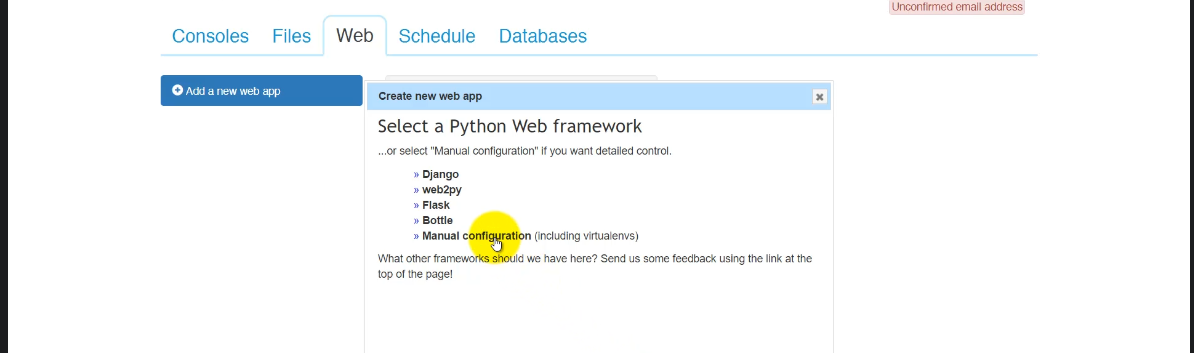 Unconfirmed email address
Consoles Files Web Schedule Databases
Add a new web app
Create new web app
Select a Python Web framework
...or select "Manual configuration" if you want detailed control.
» Django
» web2py
» Flask
» Bottle
» Manual configuration (including virtualenvs)
What other frameworks should we have here? Send us some feedback using the link at the
top of the page!